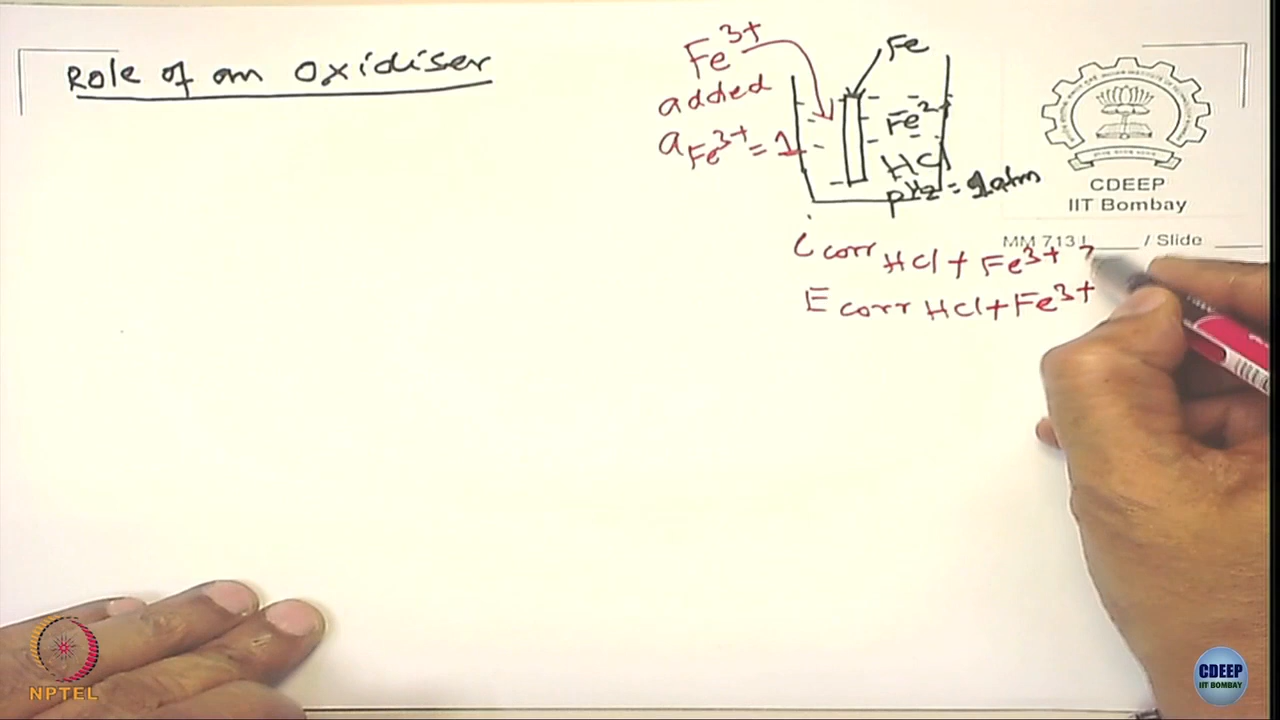 Role of an Oxidiser
Fe3+
added
aFe3+ = 1
Fe
Fe2
HCl
pH2 = 1atm
CDEEP
IIT Bombay
MM 713 / Slide
icorr HCl + Fe3+ ?
Ecorr HCl + Fe3+
NPTEL
CDEEP
IIT BOMBAY